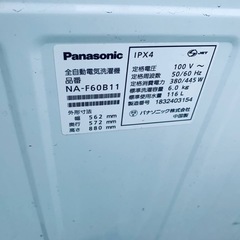 Panasonic
全自動電気洗濯機
品番
NA-F60B11
外形寸法
幅 562 mm
奥行 572 mm
高さ 880 mm
IPX4
JET
定格電圧 100 V～
定格周波数 50/60 Hz
定格消費電力 380/445 W
標準洗濯容量 6.0 kg
標準使用水量 116 L
製造番号 1832403154
パナソニック株式会社
中国製